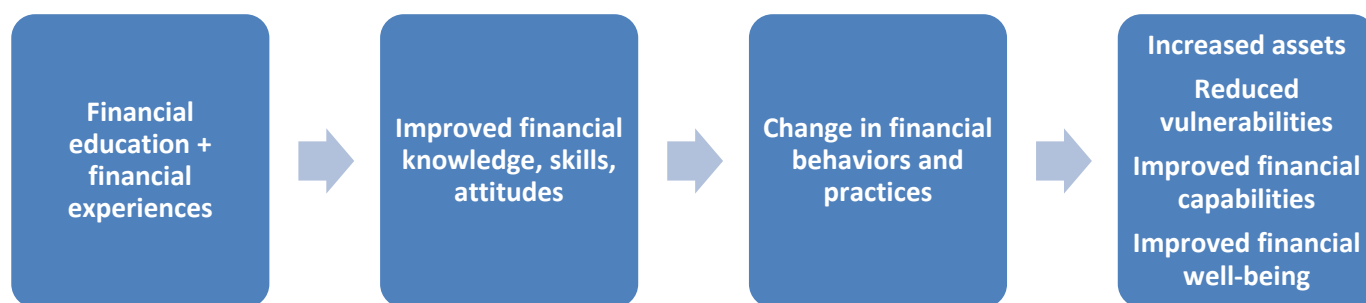 Financial
education +
financial
experiences
Improved financial
knowledge, skills,
attitudes
Change in financial
behaviors and
practices
Increased assets
Reduced
vulnerabilities
Improved financial
capabilities
Improved financial
well-being